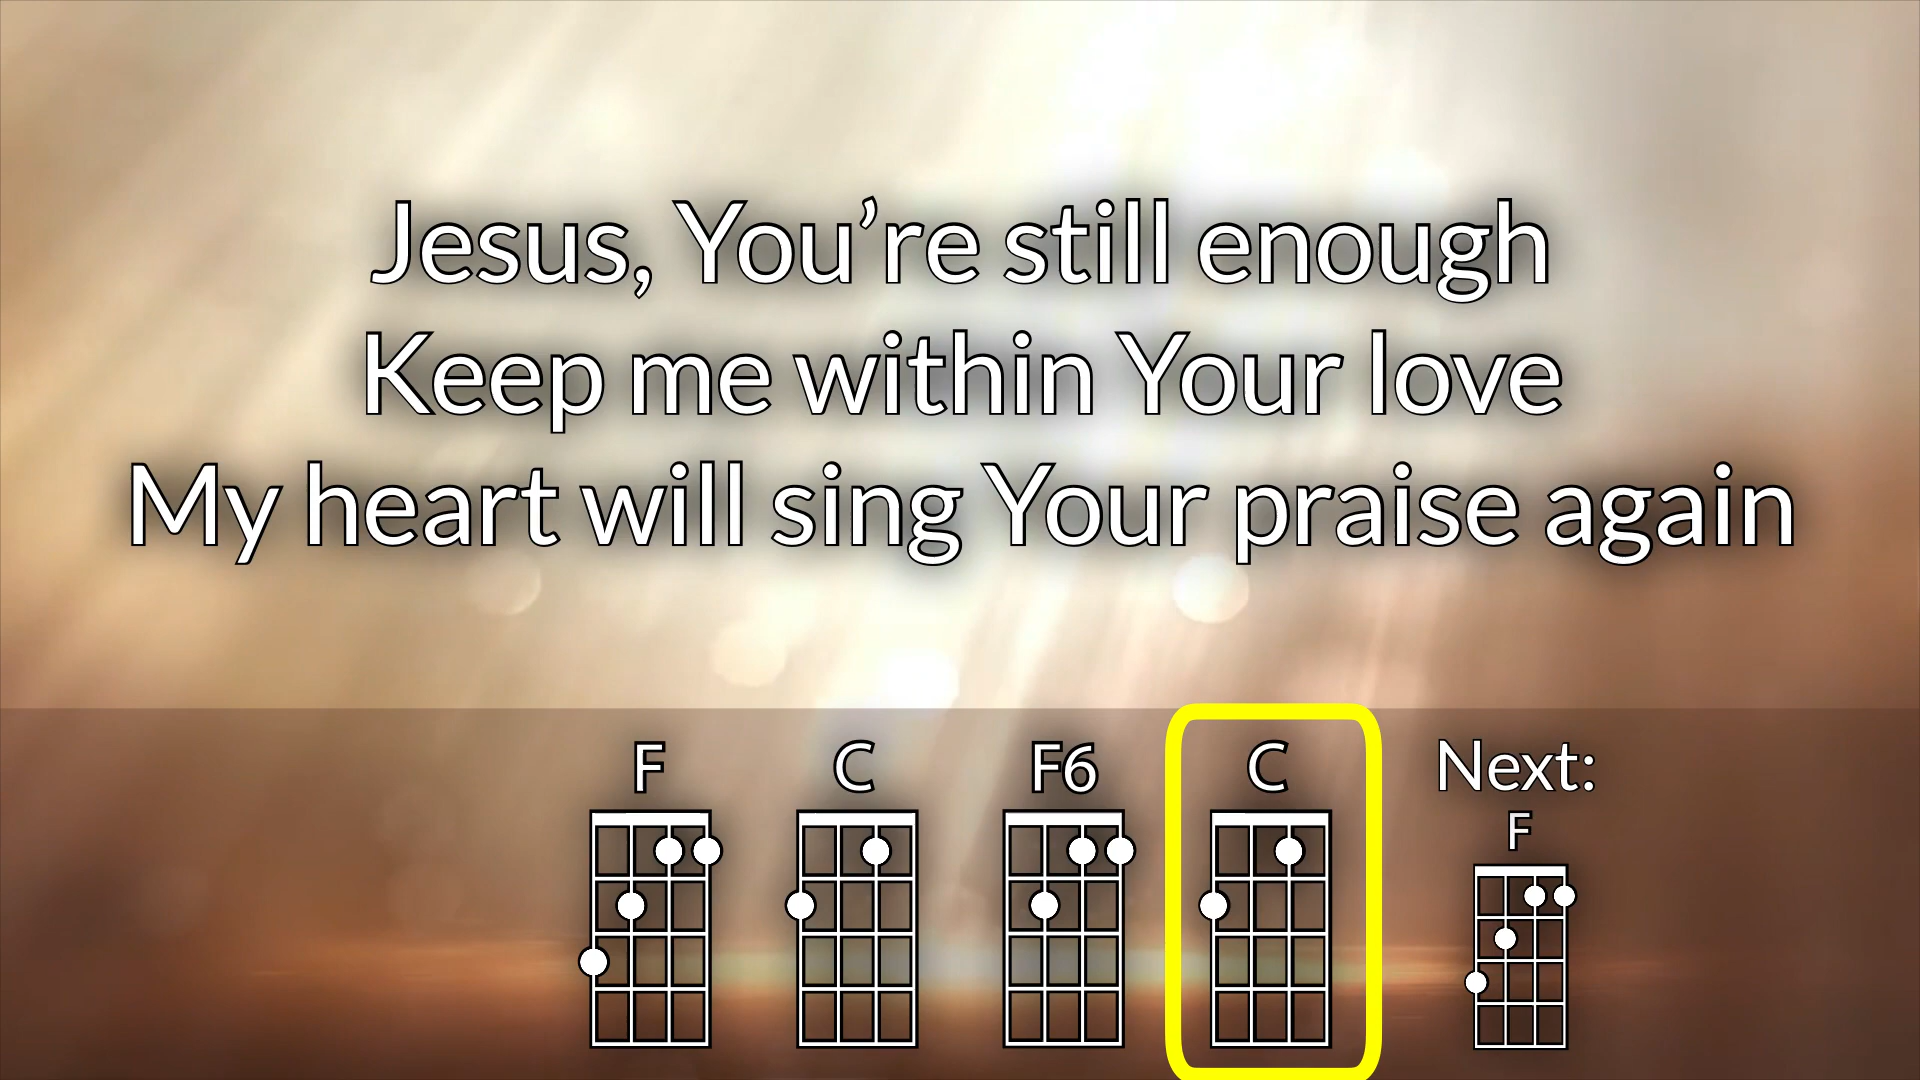 Jesus, You’re still enough
Keep me within Your love
My heart will sing Your praise again
F C F6 C Next:
F